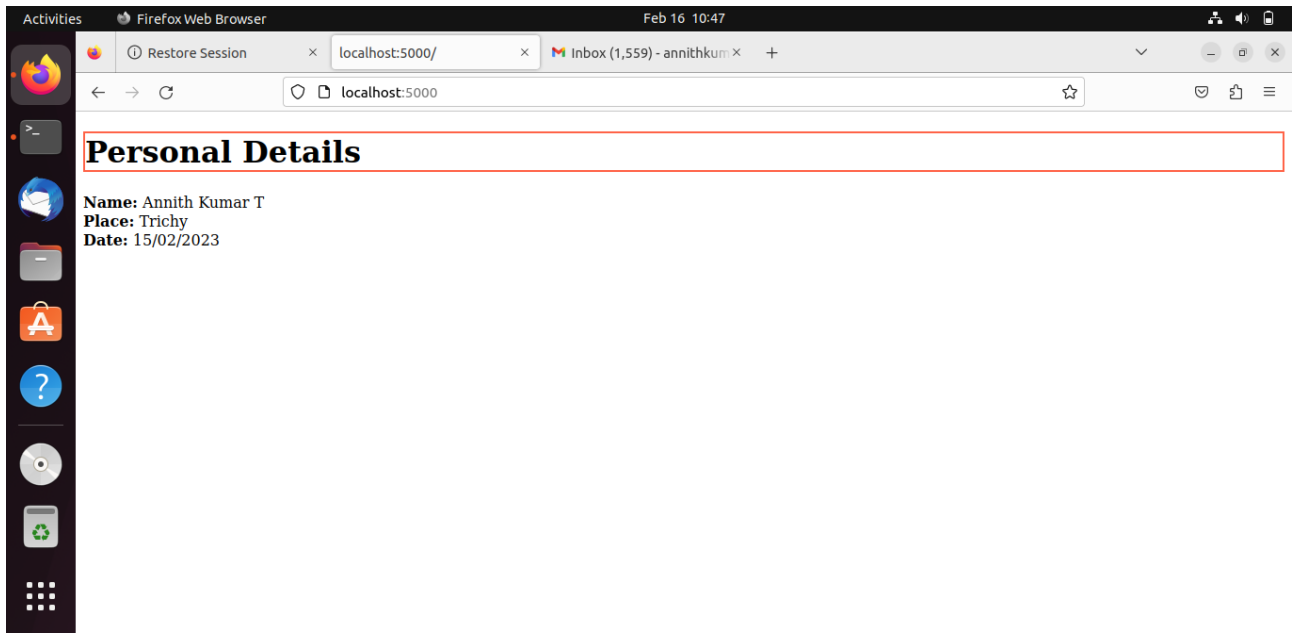 Activities Firefox Web Browser Feb 16 10:47
Restore Session localhost:5000/ Inbox (1,559) - annithkum
localhost:5000
Personal Details
Name: Annith Kumar T
Place: Trichy
Date: 15/02/2023